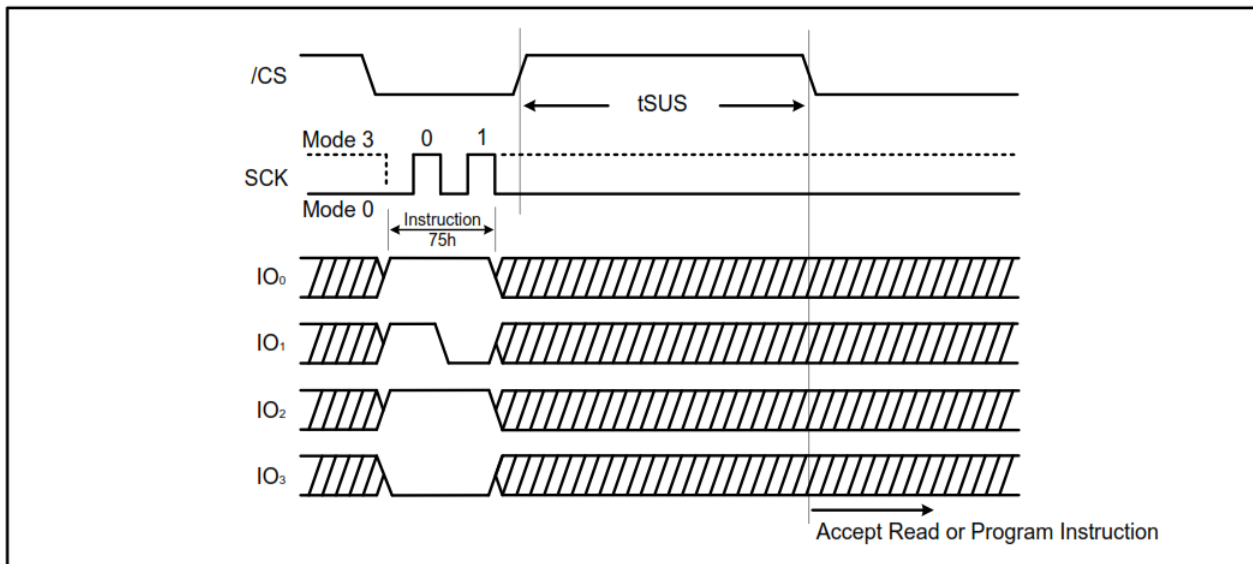 /CS
tSUS
Mode 3 0 1
SCK
Mode 0
Instruction
75h
IO₀
IO₁
IO₂
IO₃
Accept Read or Program Instruction